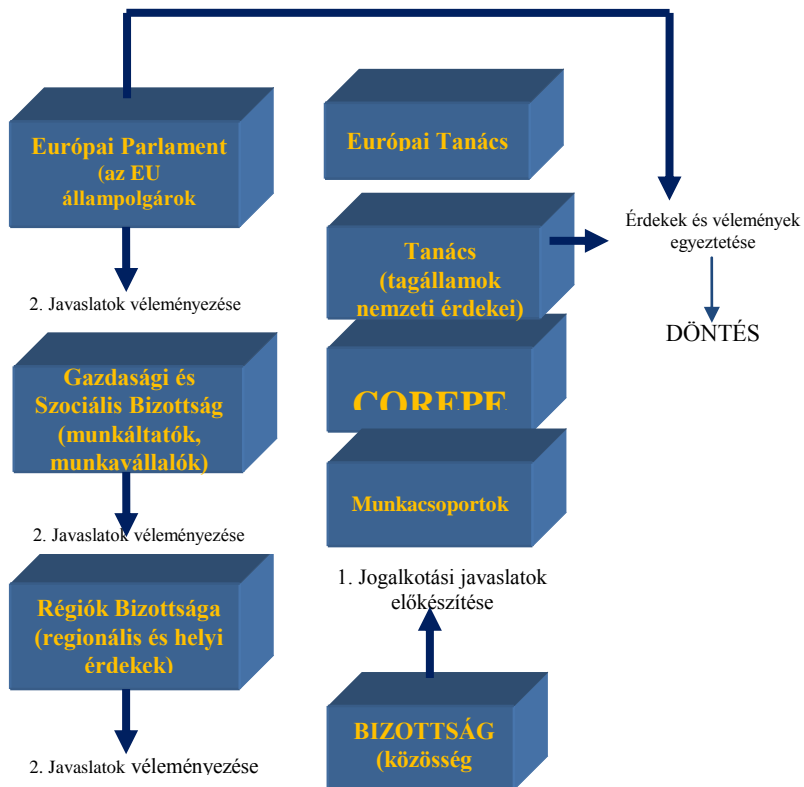 Európai Parlament
(az EU
állampolgárok
2. Javaslatok véleményezése
Gazdasági és
Szociális Bizottság
(munkáltatók,
munkavállalók)
2. Javaslatok véleményezése
Régiók Bizottsága
(regionális és helyi
érdekek)
2. Javaslatok véleményezése
Európai Tanács
Tanács
(tagállamok
nemzeti érdekei)
COREPE
Munkacsoportok
1. Jogalkotási javaslatok
előkészítése
BIZOTTSÁG
(közösség
Érdekek és vélemények
egyeztetése
DÖNTÉS